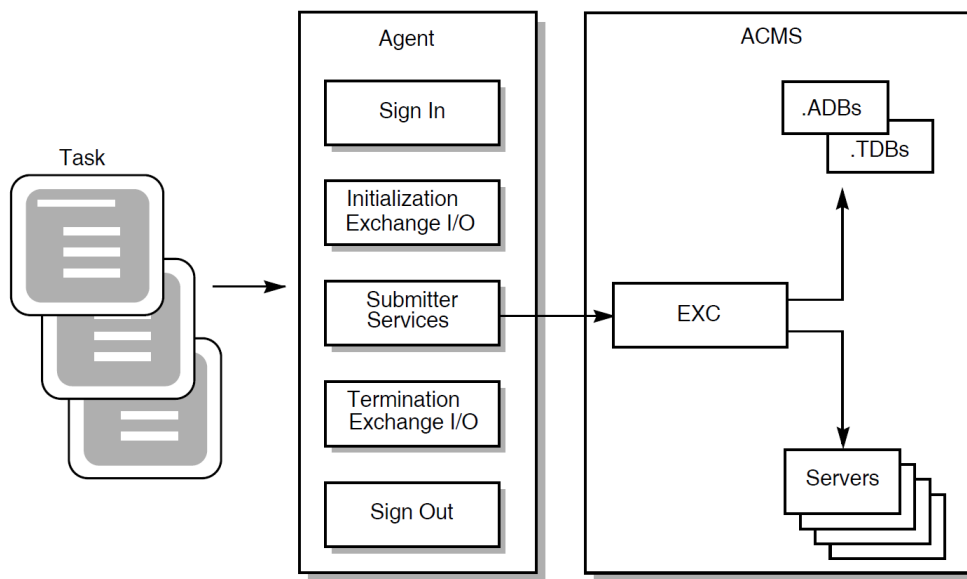 Task
Agent
Sign In
Initialization
Exchange I/O
Submitter
Services
Termination
Exchange I/O
Sign Out
ACMS
.ADBs
.TDBs
EXC
Servers